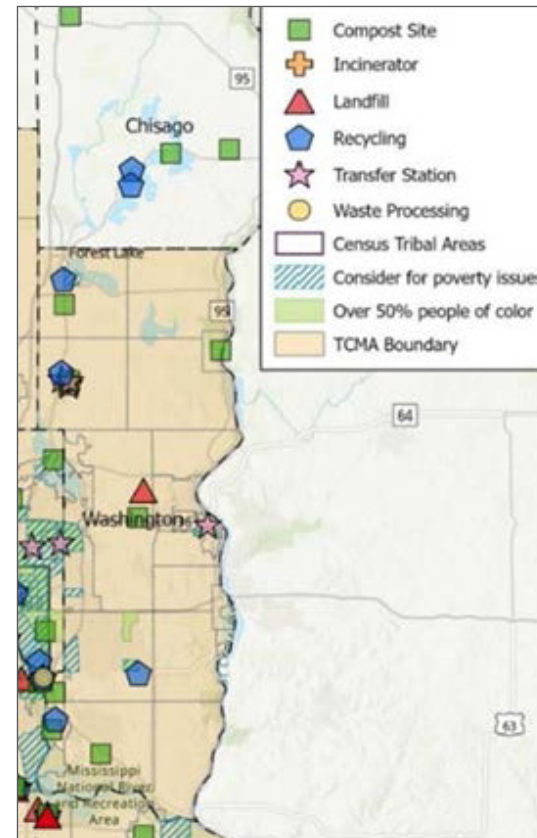 Compost Site
Incinerator
Landfill
Recycling
Transfer Station
Waste Processing
Census Tribal Areas
Consider for poverty issues
Over 50% people of color
TCMA Boundary
95
Chisago
Forest Lake
95
64
Washington
63
Mississippi
National River
and Recreation
Area